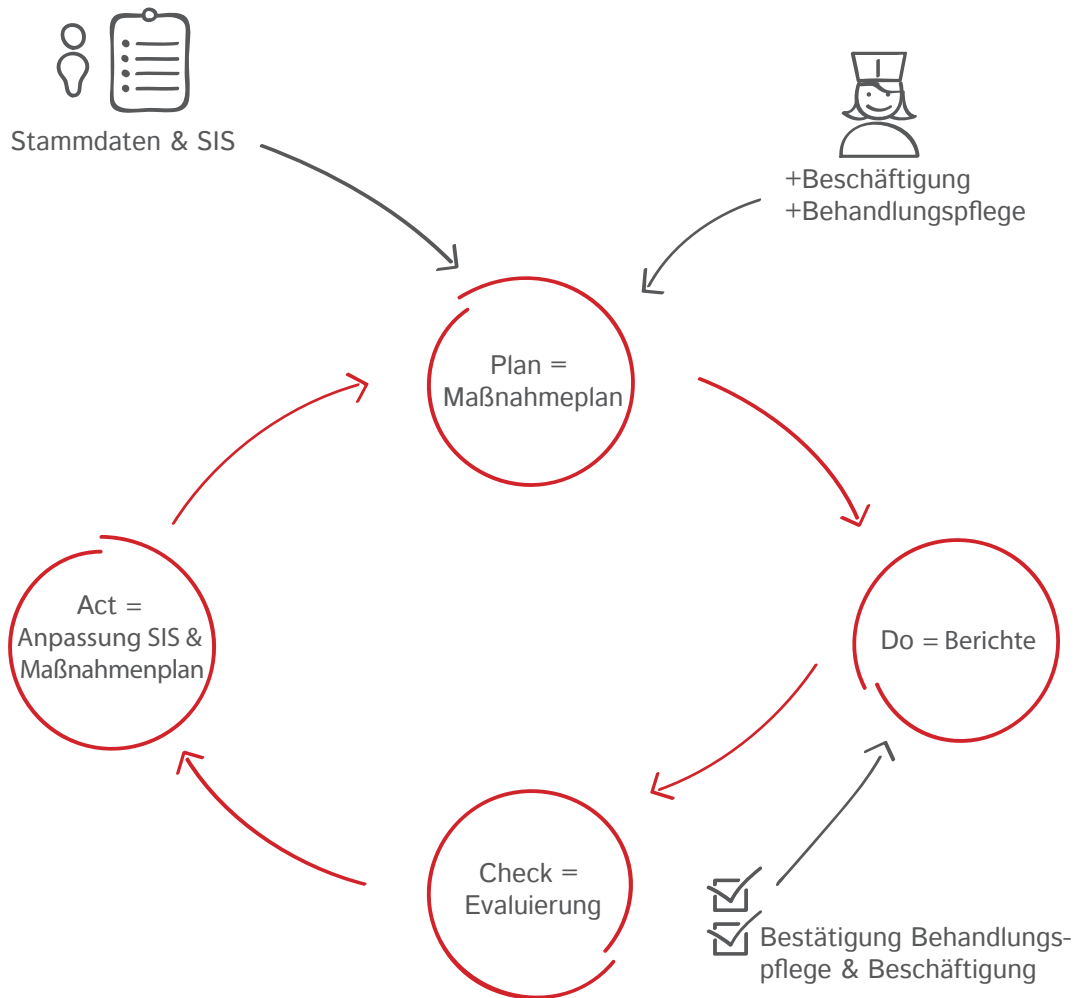 Stammdaten & SIS
+Beschäftigung
+Behandlungspflege
Plan =
Maßnahmeplan
Act =
Anpassung SIS &
Maßnahmenplan
Do = Berichte
Check =
Evaluierung
Bestätigung Behandlungs-
pflege & Beschäftigung